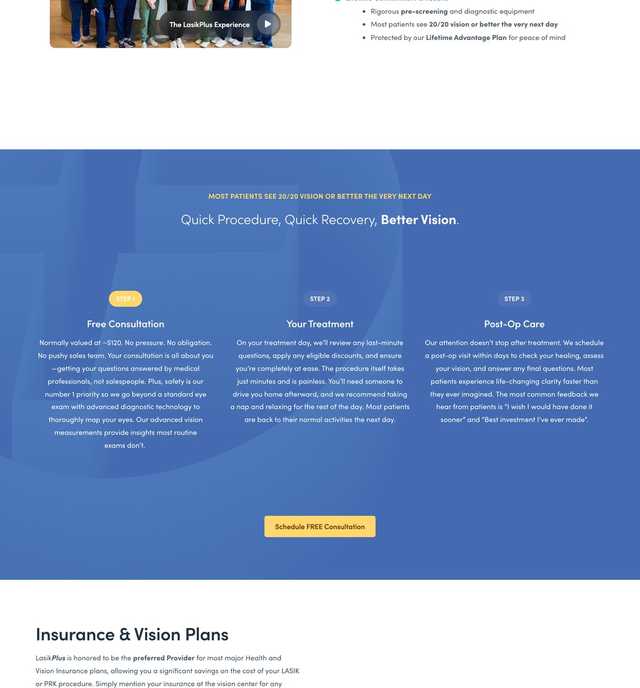 The LasikPlus Experience
Rigorous pre-screening and diagnostic equipment
Most patients see 20/20 vision or better the very next day
Protected by our Lifetime Advantage Plan for peace of mind
MOST PATIENTS SEE 20/20 VISION OR BETTER THE VERY NEXT DAY
Quick Procedure, Quick Recovery, Better Vision.
STEP 1
Free Consultation
Normally valued at ~$120. No pressure. No obligation.
No pushy sales team. Your consultation is all about you
—getting your questions answered by medical
professionals, not salespeople. Plus, safety is our
number 1 priority so we go beyond a standard eye
exam with advanced diagnostic technology to
thoroughly map your eyes. Our advanced vision
measurements provide insights most routine
exams don't.
STEP 2
Your Treatment
On your treatment day, we'll review any last-minute
questions, apply any eligible discounts, and ensure
you're completely at ease. The procedure itself takes
just minutes and is painless. You'll need someone to
drive you home afterward, and we recommend taking
a nap and relaxing for the rest of the day. Most patients
are back to their normal activities the next day.
STEP 3
Post-Op Care
Our attention doesn't stop after treatment. We schedule
a post-op visit within days to check your healing, assess
your vision, and answer any final questions. Most
patients experience life-changing clarity faster than
they ever imagined. The most common feedback we
hear from patients is "I wish I would have done it
sooner" and "Best investment I've ever made".
Schedule FREE Consultation
Insurance & Vision Plans
LasikPlus is honored to be the preferred Provider for most major Health and
Vision Insurance plans, allowing you a significant savings on the cost of your LASIK
or PRK procedure. Simply mention your insurance at the vision center for any